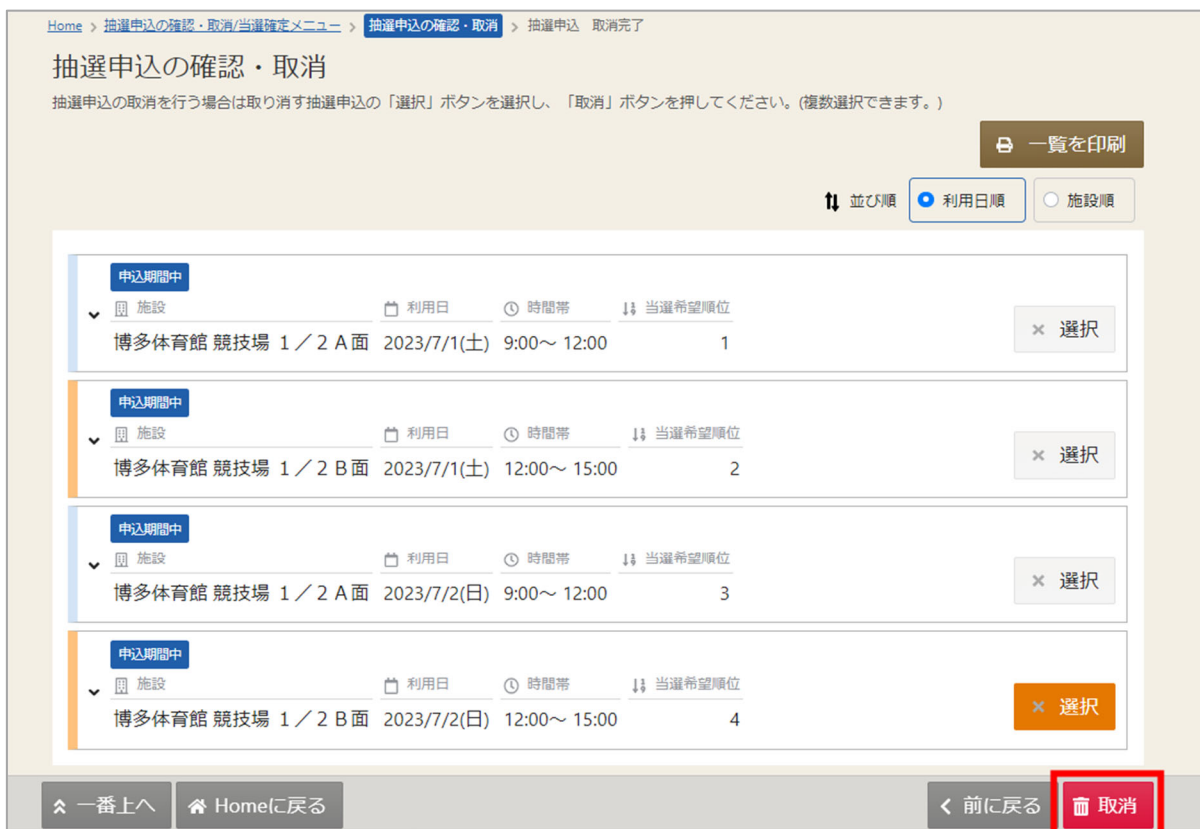 Home > 抽選申込の確認・取消/当選確定メニュー > 抽選申込の確認・取消 > 抽選申込　取消完了
抽選申込の確認・取消
抽選申込の取消を行う場合は取り消す抽選申込の「選択」ボタンを選択し、「取消」ボタンを押してください。(複数選択できます。)
一覧を印刷
並び順 利用日順 施設順
申込期間中
施設 利用日 時間帯 当選希望順位
博多体育館 競技場 １／２Ａ面 2023/7/1(土) 9:00～ 12:00 1
× 選択
申込期間中
施設 利用日 時間帯 当選希望順位
博多体育館 競技場 １／２Ｂ面 2023/7/1(土) 12:00～ 15:00 2
× 選択
申込期間中
施設 利用日 時間帯 当選希望順位
博多体育館 競技場 １／２Ａ面 2023/7/2(日) 9:00～ 12:00 3
× 選択
申込期間中
施設 利用日 時間帯 当選希望順位
博多体育館 競技場 １／２Ｂ面 2023/7/2(日) 12:00～ 15:00 4
× 選択
一番上へ Homeに戻る 前に戻る 取消